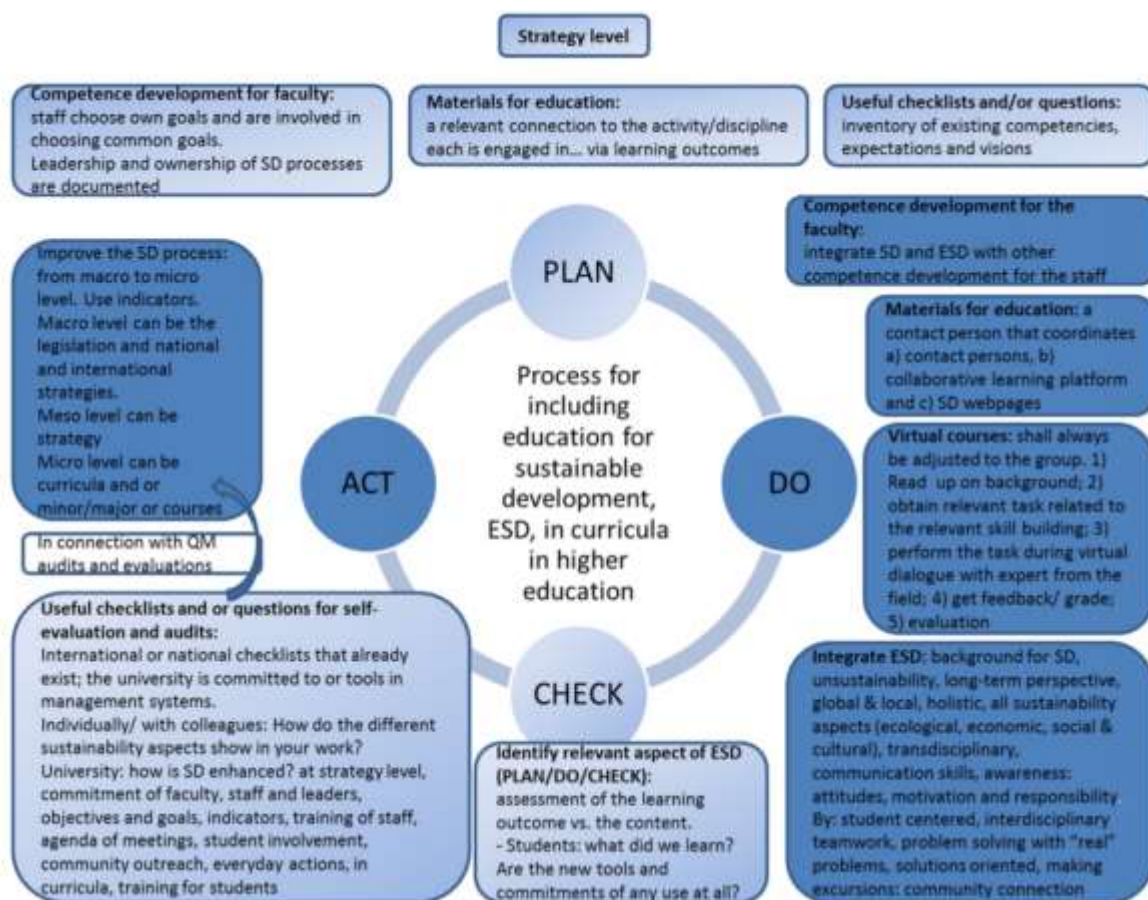 Strategy level
Competence development for faculty:
staff choose own goals and are involved in
choosing common goals.
Leadership and ownership of SD processes
are documented
Materials for education:
a relevant connection to the activity/discipline
each is engaged in... via learning outcomes
Useful checklists and/or questions:
inventory of existing competencies,
expectations and visions
PLAN
Competence development for the
faculty:
integrate SD and ESD with other
competence development for the staff
Materials for education: a
contact person that coordinates
a) contact persons, b)
collaborative learning platform
and c) SD webpages
Improve the SD process:
from macro to micro
level. Use indicators.
Macro level can be the
legislation and national
and international
strategies.
Meso level can be
strategy
Micro level can be
curricula and or
minor/major or courses
Process for
including
education for
sustainable
development,
ESD, in curricula
in higher
education
ACT
DO
Virtual courses: shall always
be adjusted to the group. 1)
Read up on background; 2)
obtain relevant task related to
the relevant skill building; 3)
perform the task during virtual
dialogue with expert from the
field; 4) get feedback/ grade;
5) evaluation
In connection with QM
audits and evaluations
Useful checklists and or questions for self-
evaluation and audits:
International or national checklists that already
exist; the university is committed to or tools in
management systems.
Individually/ with colleagues: How do the different
sustainability aspects show in your work?
University: how is SD enhanced? at strategy level,
commitment of faculty, staff and leaders,
objectives and goals, indicators, training of staff,
agenda of meetings, student involvement,
community outreach, everyday actions, in
curricula, training for students
CHECK
Identify relevant aspect of ESD
(PLAN/DO/CHECK):
assessment of the learning
outcome vs. the content.
- Students: what did we learn?
Are the new tools and
commitments of any use at all?
Integrate ESD: background for SD,
unsustainability, long-term perspective,
global & local, holistic, all sustainability
aspects (ecological, economic, social &
cultural), transdisciplinary,
communication skills, awareness:
attitudes, motivation and responsibility
By: student centered, interdisciplinary
teamwork, problem solving with “real”
problems, solutions oriented, making
excursions: community connection